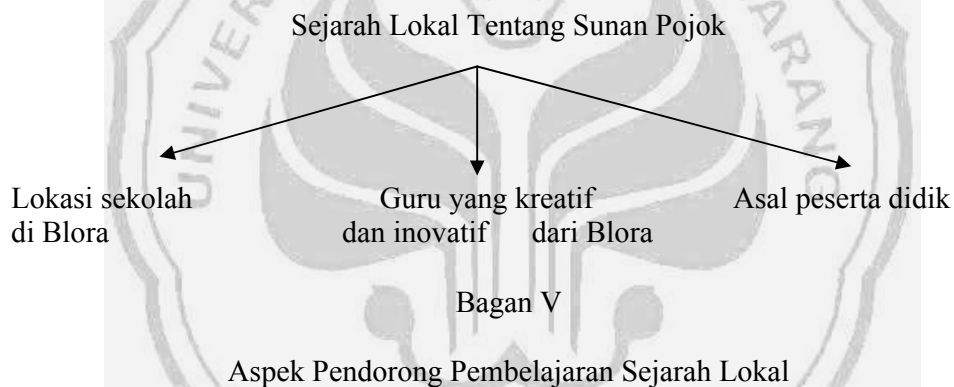 Sejarah Lokal Tentang Sunan Pojok
Lokasi sekolah Guru yang kreatif Asal peserta didik
di Blora dan inovatif dari Blora
Bagan V
Aspek Pendorong Pembelajaran Sejarah Lokal